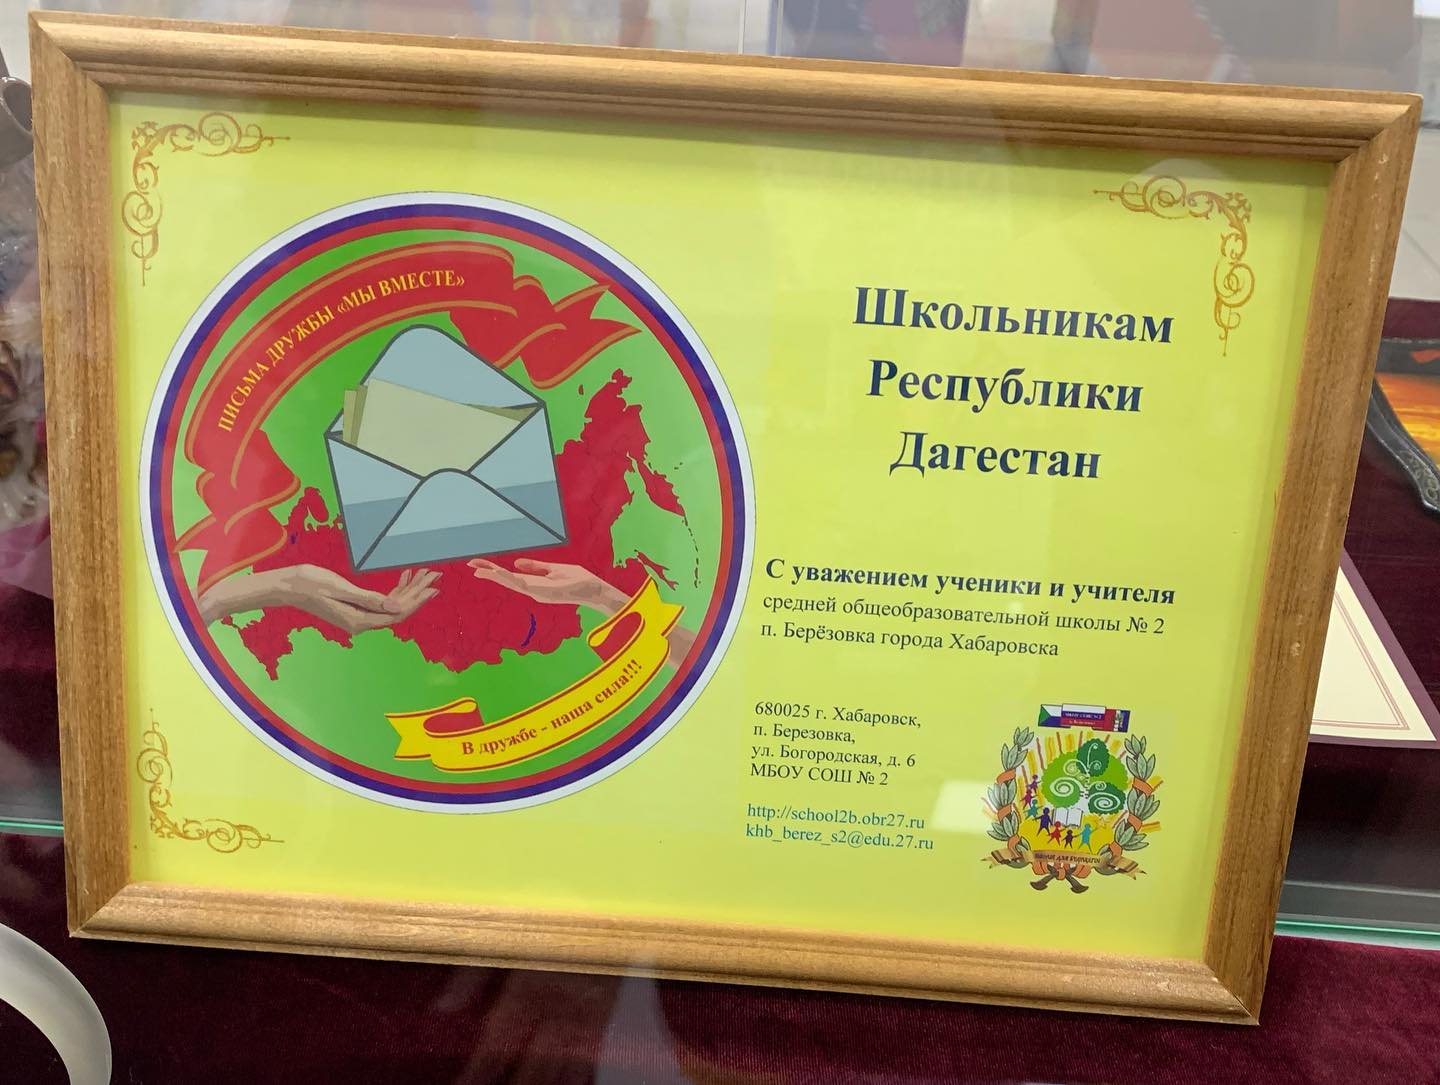 ПИСЬМА ДРУЖБЫ «МЫ ВМЕСТЕ»
В дружбе - наша сила!!!
Школьникам
Республики
Дагестан
С уважением ученики и учителя
средней общеобразовательной школы № 2
п. Берёзовка города Хабаровска
680025 г. Хабаровск,
п. Березовка,
ул. Богородская, д. 6
МБОУ СОШ № 2
http://school2b.obr27.ru
khb_berez_s2@edu.27.ru